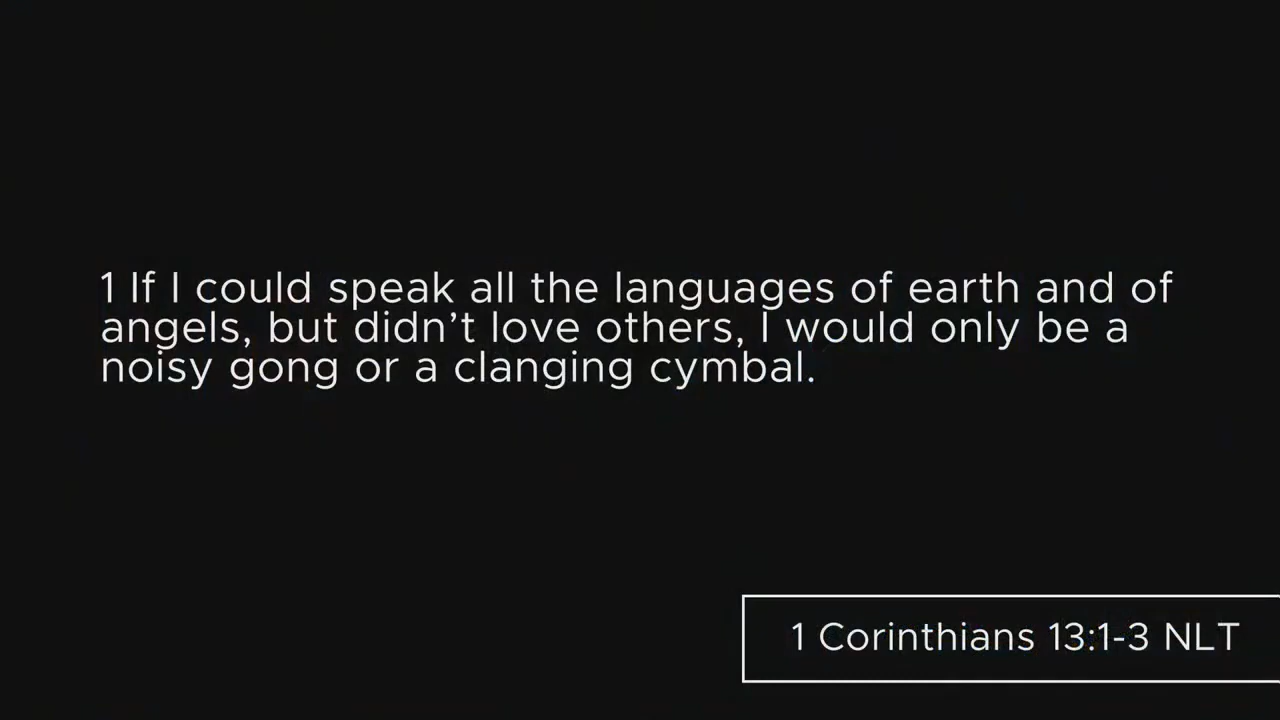 1 If I could speak all the languages of earth and of
angels, but didn’t love others, I would only be a
noisy gong or a clanging cymbal.
1 Corinthians 13:1-3 NLT